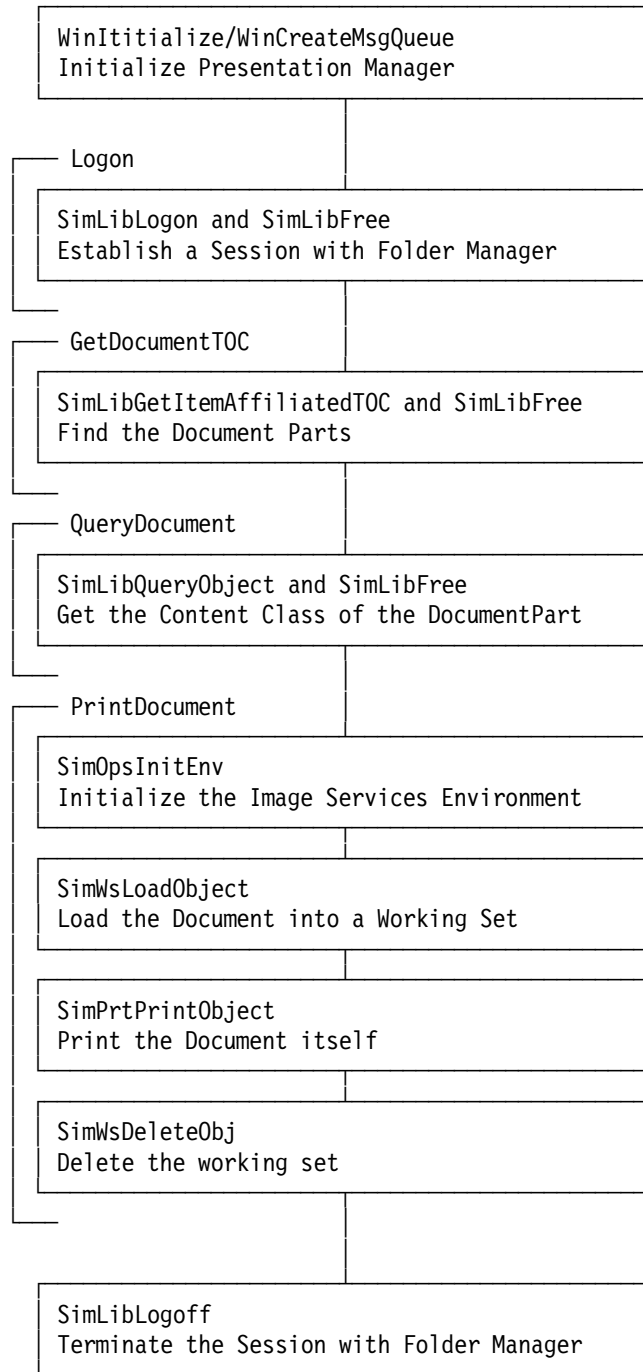 WinItitialize/WinCreateMsgQueue
Initialize Presentation Manager
Logon
SimLibLogon and SimLibFree
Establish a Session with Folder Manager
GetDocumentTOC
SimLibGetItemAffiliatedTOC and SimLibFree
Find the Document Parts
QueryDocument
SimLibQueryObject and SimLibFree
Get the Content Class of the DocumentPart
PrintDocument
SimOpsInitEnv
Initialize the Image Services Environment
SimWsLoadObject
Load the Document into a Working Set
SimPrtPrintObject
Print the Document itself
SimWsDeleteObj
Delete the working set
SimLibLogoff
Terminate the Session with Folder Manager